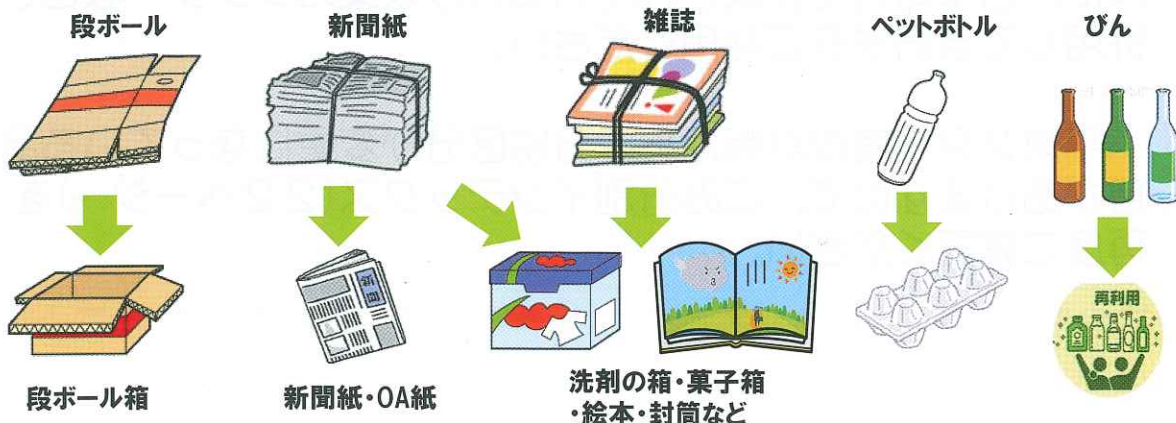 段ボール
新聞紙
雑誌
ペットボトル
びん
新聞
再利用
段ボール箱
新聞紙・OA紙
洗剤の箱・菓子箱
・絵本・封筒など